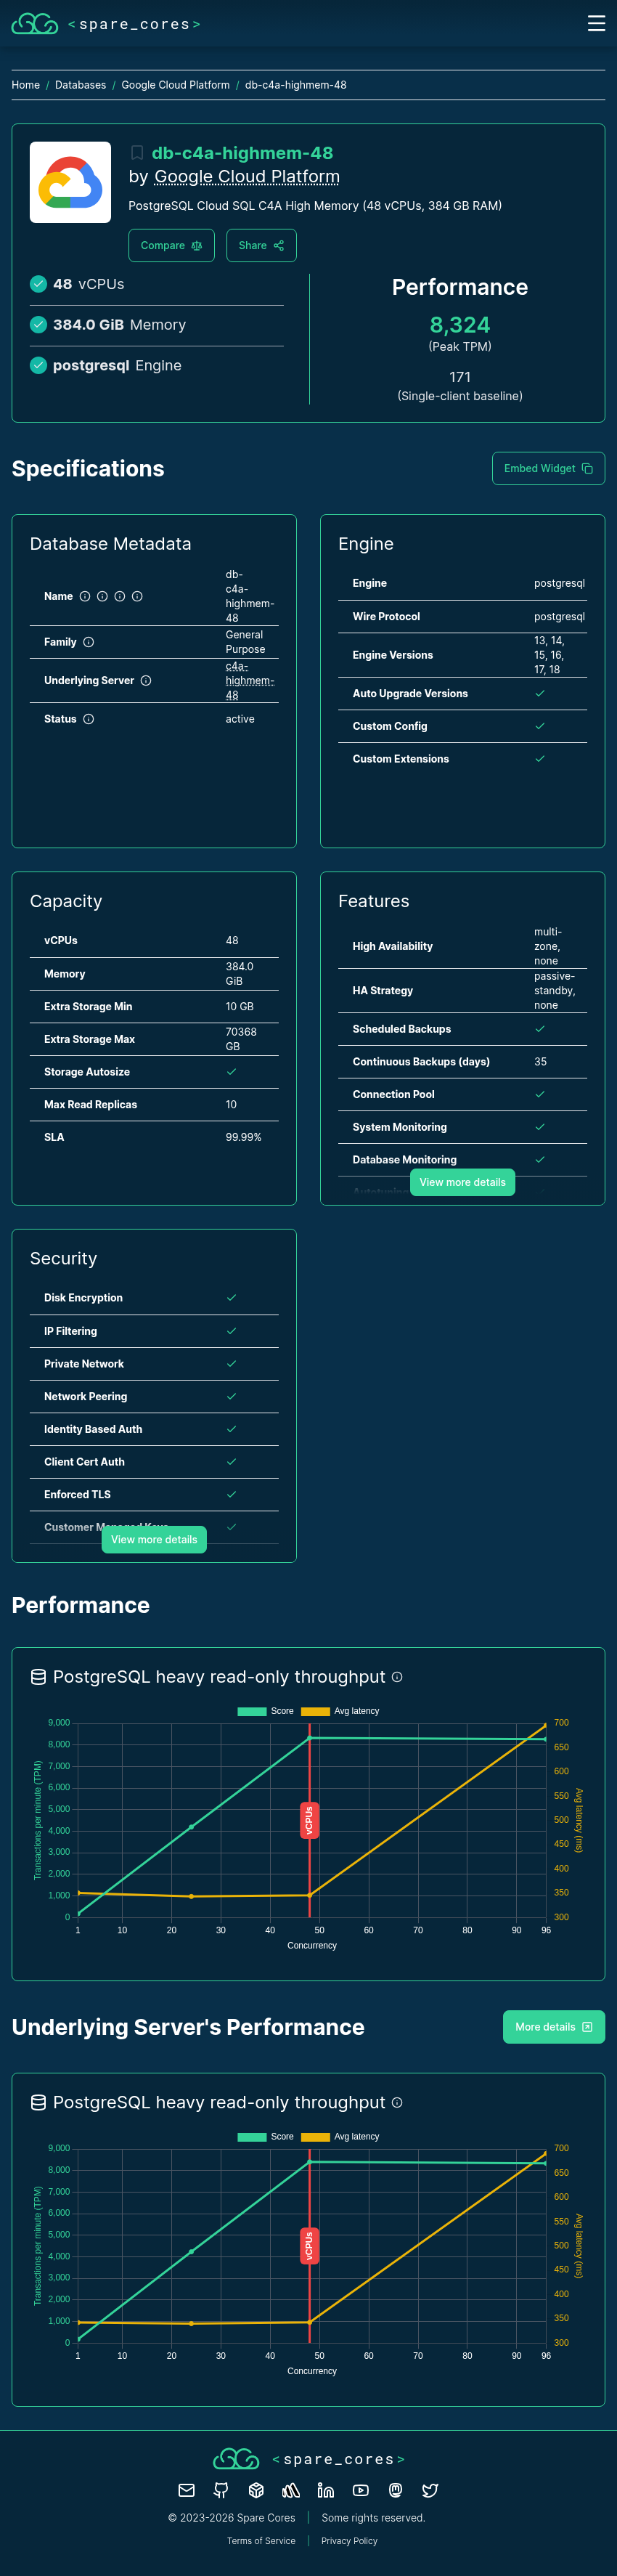 <spare_cores>
Home / Databases / Google Cloud Platform / db-c4a-highmem-48
db-c4a-highmem-48
by Google Cloud Platform
PostgreSQL Cloud SQL C4A High Memory (48 vCPUs, 384 GB RAM)
Compare
Share
48 vCPUs
384.0 GiB Memory
postgresql Engine
Performance
8,324
(Peak TPM)
171
(Single-client baseline)
Specifications
Embed Widget
Database Metadata
Name
db-
c4a-
highmem-
48
Family
General
Purpose
Underlying Server
c4a-
highmem-
48
Status
active
Engine
Engine postgresql
Wire Protocol postgresql
Engine Versions
13, 14,
15, 16,
17, 18
Auto Upgrade Versions
Custom Config
Custom Extensions
Capacity
vCPUs 48
Memory
384.0
GiB
Extra Storage Min 10 GB
Extra Storage Max
70368
GB
Storage Autosize
Max Read Replicas 10
SLA 99.99%
Features
High Availability
multi-
zone,
none
HA Strategy
passive-
standby,
none
Scheduled Backups
Continuous Backups (days) 35
Connection Pool
System Monitoring
Database Monitoring
View more details
Security
Disk Encryption
IP Filtering
Private Network
Network Peering
Identity Based Auth
Client Cert Auth
Enforced TLS
Customer
View more details
Performance
PostgreSQL heavy read-only throughput
Score Avg latency
Transactions per minute (TPM)
9,000
8,000
7,000
6,000
5,000
4,000
3,000
2,000
1,000
0
vCPUs
700
650
600
550
500
450
400
350
300
Avg latency (ms)
1 10 20 30 40 50 60 70 80 90 96
Concurrency
Underlying Server's Performance
More details
PostgreSQL heavy read-only throughput
Score Avg latency
Transactions per minute (TPM)
9,000
8,000
7,000
6,000
5,000
4,000
3,000
2,000
1,000
0
vCPUs
700
650
600
550
500
450
400
350
300
Avg latency (ms)
1 10 20 30 40 50 60 70 80 90 96
Concurrency
<spare_cores>
© 2023-2026 Spare Cores | Some rights reserved.
Terms of Service | Privacy Policy